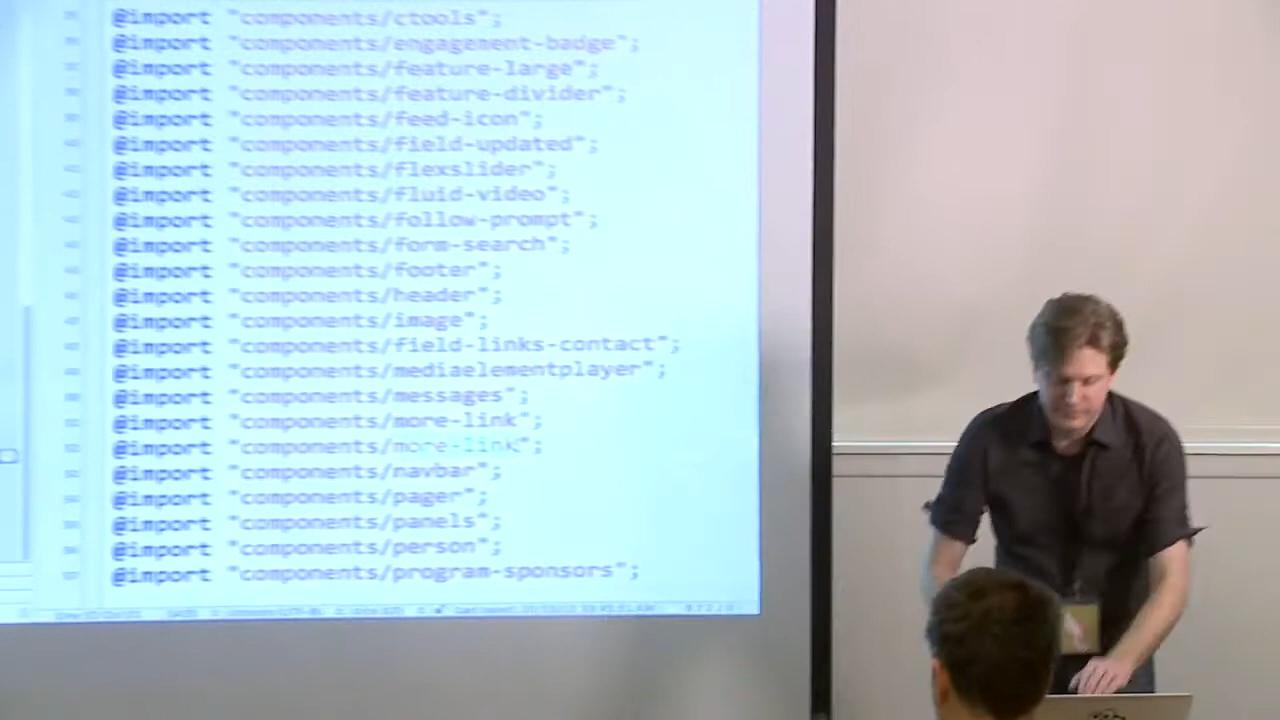 @import "components/ctools";
@import "components/engagement-badge";
@import "components/feature-large";
@import "components/feature-divider";
@import "components/feed-icon";
@import "components/field-updated";
@import "components/flexslider";
@import "components/fluid-video";
@import "components/follow-prompt";
@import "components/form-search";
@import "components/footer";
@import "components/header";
@import "components/image";
@import "components/field-links-contact";
@import "components/mediaelementplayer";
@import "components/messages";
@import "components/more-link";
@import "components/more-link";
@import "components/navbar";
@import "components/pager";
@import "components/panels";
@import "components/person";
@import "components/program-sponsors";